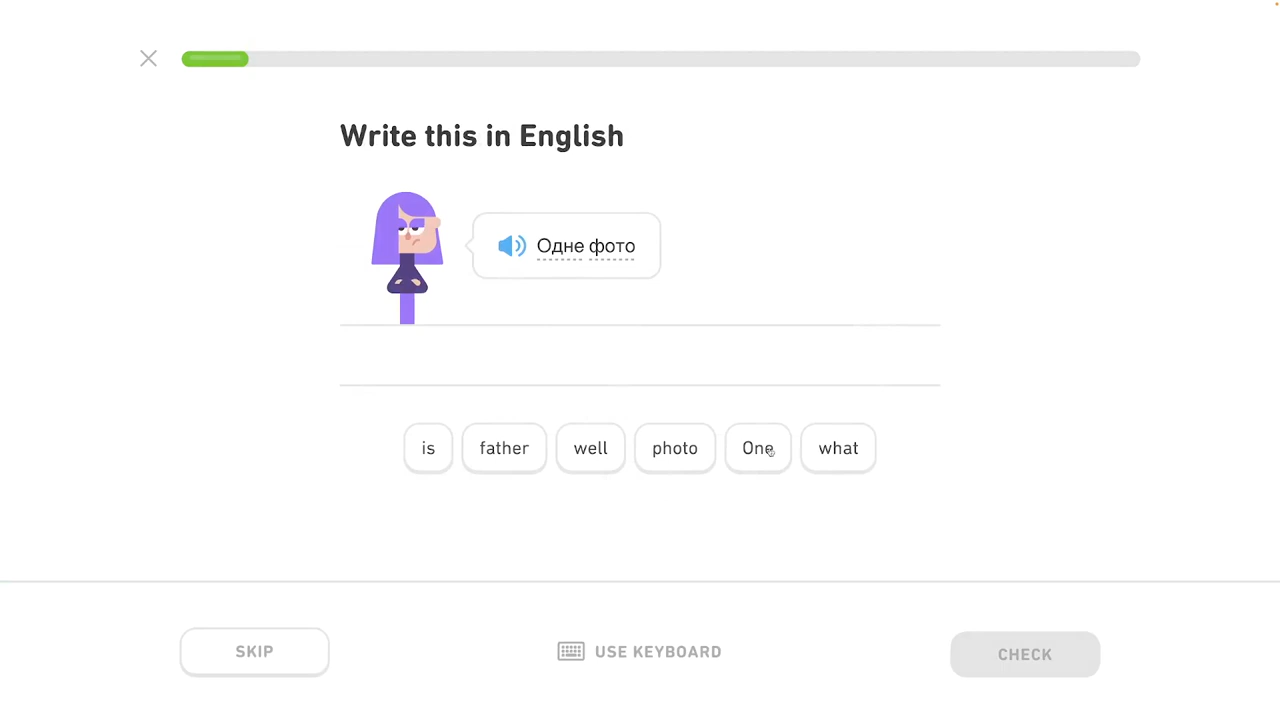 Write this in English
Одне фото
is father well photo One what
SKIP USE KEYBOARD CHECK